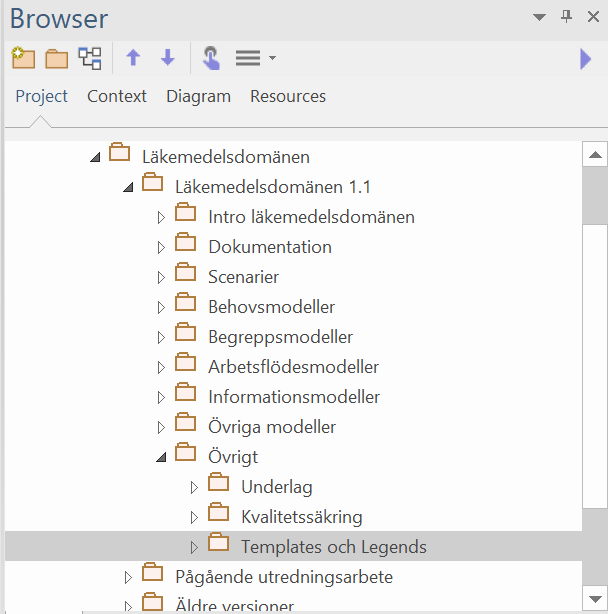 Browser
Project Context Diagram Resources
Läkemedelsdomänen
Läkemedelsdomänen 1.1
Intro läkemedelsdomänen
Dokumentation
Scenarier
Behovsmodeller
Begreppsmodeller
Arbetsflödesmodeller
Informationsmodeller
Övriga modeller
Övrigt
Underlag
Kvalitetssäkring
Templates och Legends
Pågående utredningsarbete
Äldre versioner